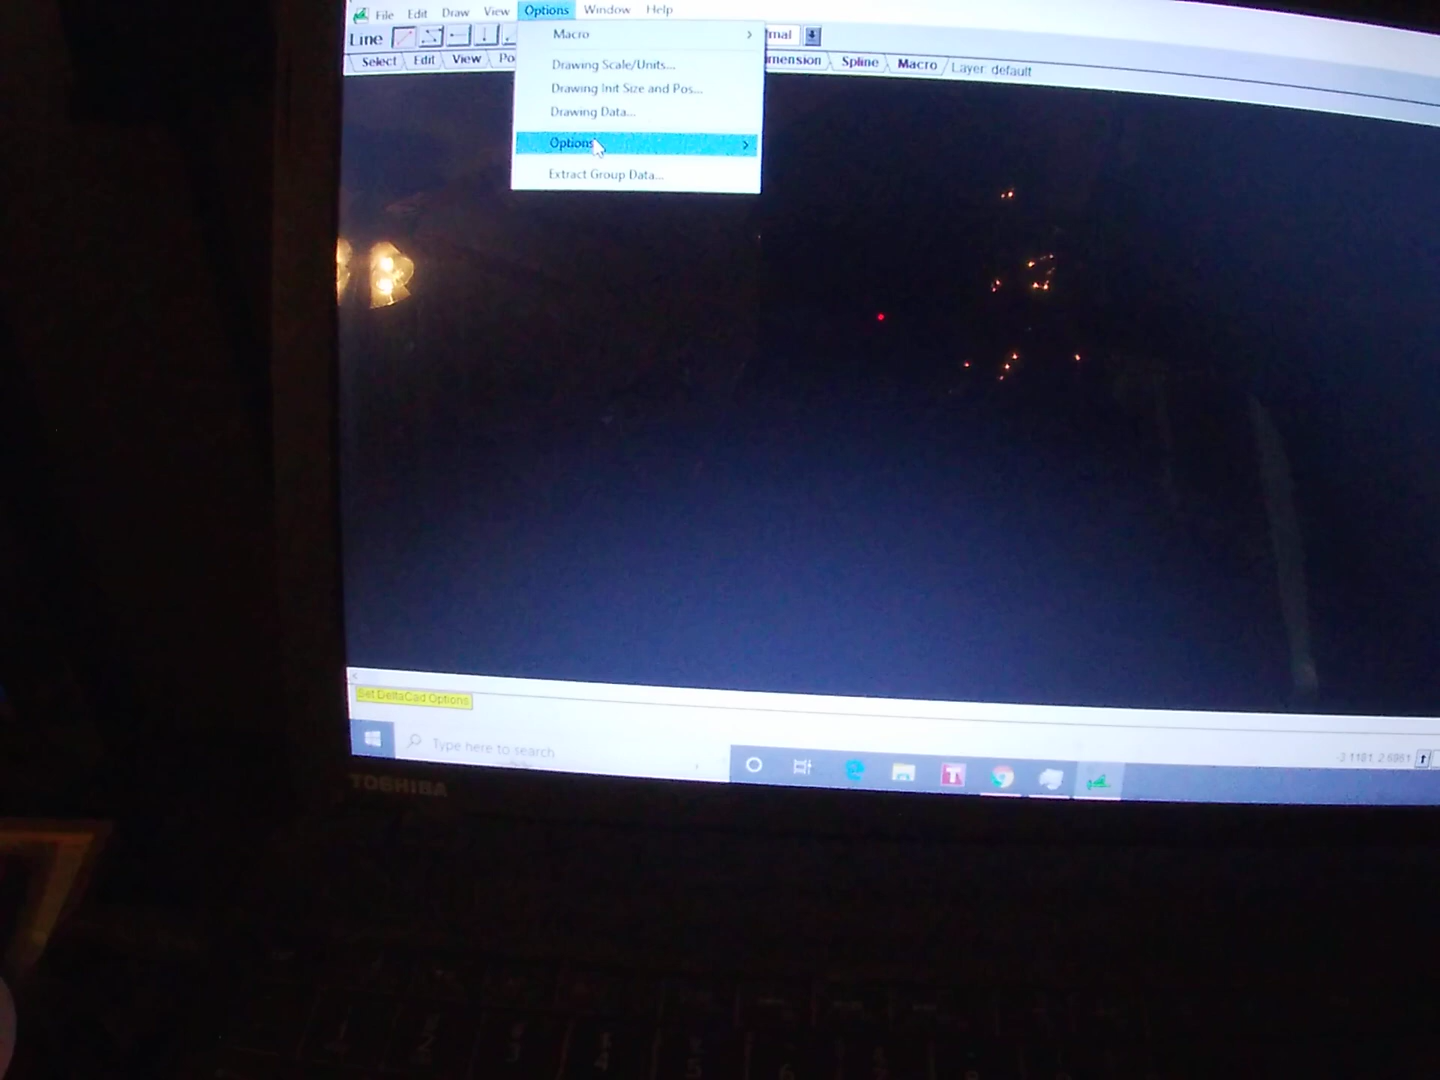 File Edit Draw View Options Window Help
Line
Select Edit View
mension Spline Macro Layer: default
Macro
Drawing Scale/Units...
Drawing Init Size and Pos...
Drawing Data...
Options
Extract Group Data...
Set DeltaCad Options
Type here to search
TOSHIBA